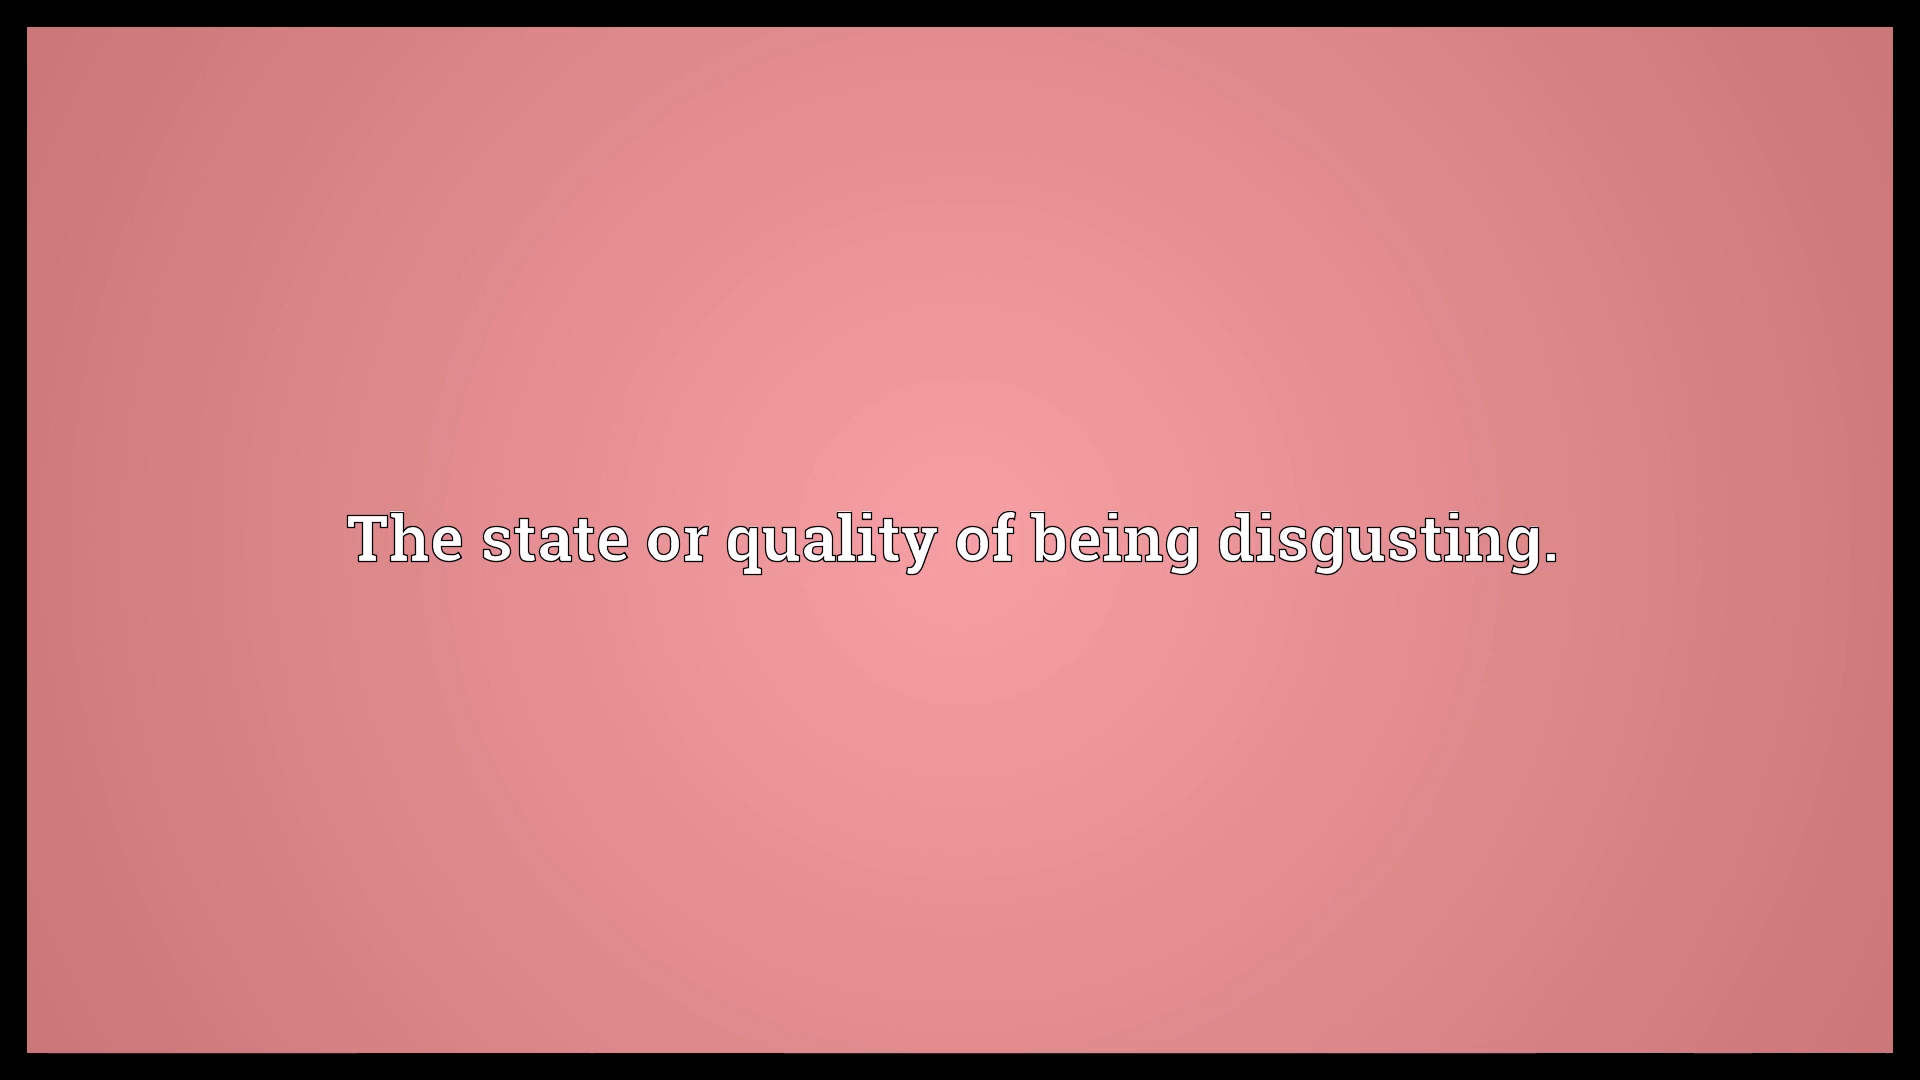 The state or quality of being disgusting.